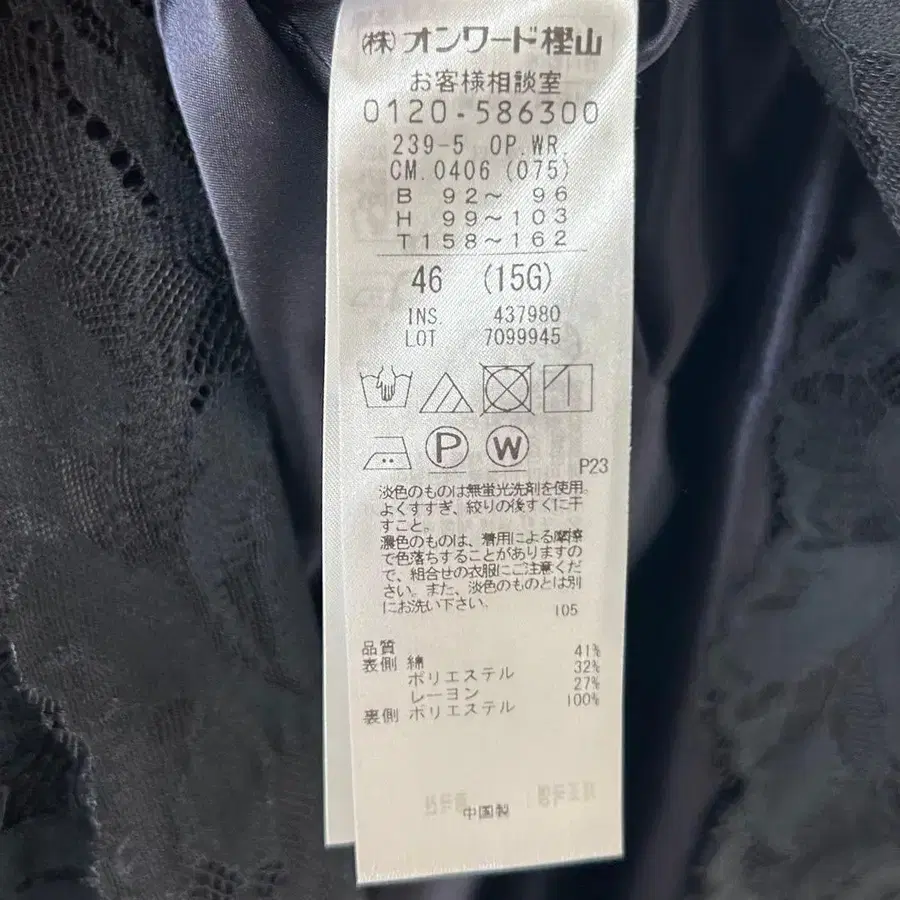 (株)オンワード樫山
お客様相談室
0120-586300
239-5 OP.WR.
CM.0406 (075)
B 92～ 96
H 99～103
T158～162
46 (15G)
INS. 437980
LOT 7099945
P W
P23
淡色のものは無蛍光洗剤を使用。
よくすすぎ、絞りの後すぐに干
すこと。
濃色のものは、着用による摩擦
で色落ちすることがありますの
で、組合せの衣服にご注意くだ
さい。また、淡色のものとは別
にお洗い下さい。
105
品質
表側 綿 41%
ポリエステル 32%
レーヨン 27%
裏側 ポリエステル 100%
中国製